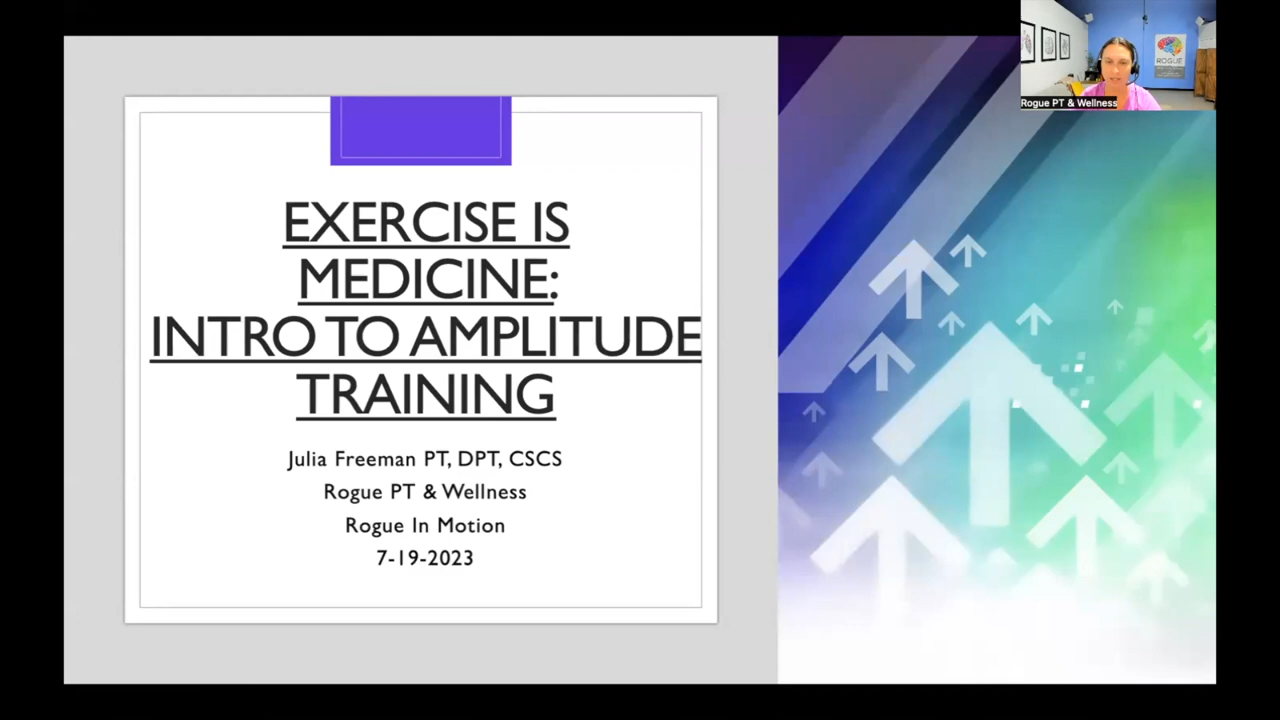 EXERCISE IS
MEDICINE:
INTRO TO AMPLITUDE
TRAINING
Julia Freeman PT, DPT, CSCS
Rogue PT & Wellness
Rogue In Motion
7-19-2023
ROGUE
Rogue PT & Wellness